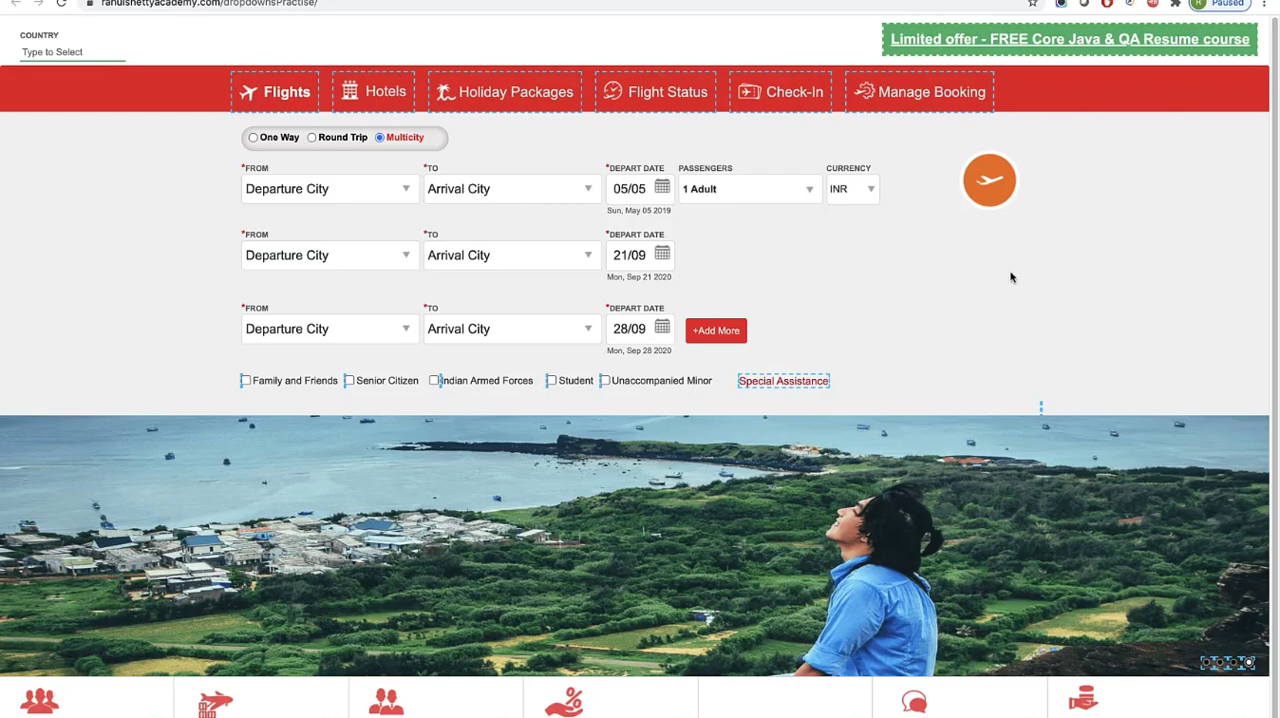 rahulshettyacademy.com/dropdownsPractise/
Paused
COUNTRY
Type to Select
Limited offer - FREE Core Java & QA Resume course
Flights Hotels Holiday Packages Flight Status Check-In Manage Booking
One Way Round Trip Multicity
*FROM *TO *DEPART DATE PASSENGERS CURRENCY
Departure City Arrival City 05/05 1 Adult INR
Sun, May 05 2019
*FROM *TO *DEPART DATE
Departure City Arrival City 21/09
Mon, Sep 21 2020
*FROM *TO *DEPART DATE
Departure City Arrival City 28/09 +Add More
Mon, Sep 28 2020
Family and Friends Senior Citizen Indian Armed Forces Student Unaccompanied Minor Special Assistance